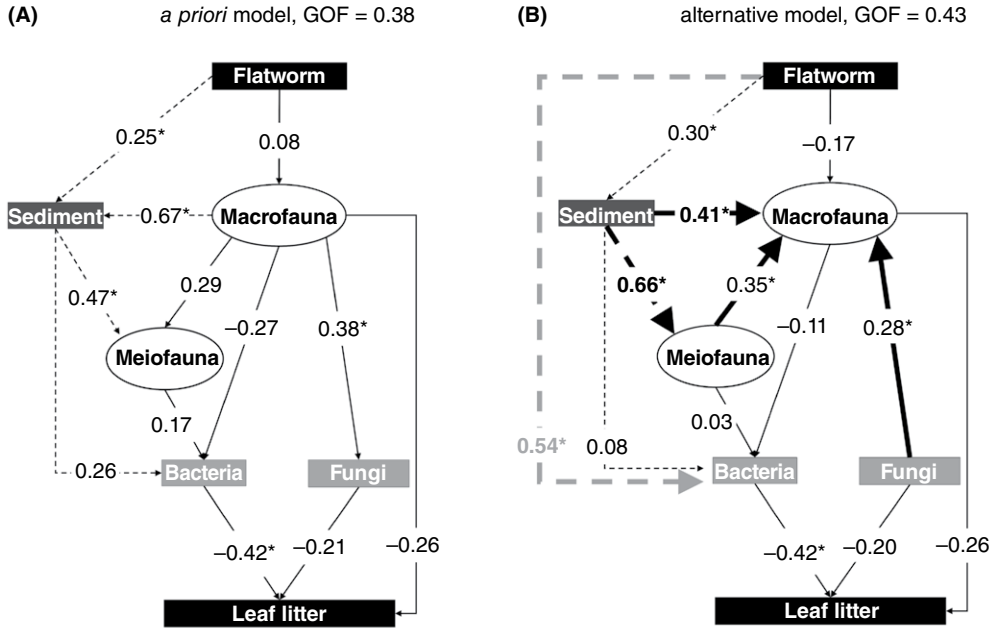 (A) a priori model, GOF = 0.38
Flatworm
0.25*
0.08
Sediment
0.67*
Macrofauna
0.47*
0.29
–0.27
0.38*
Meiofauna
0.17
0.26
Bacteria
Fungi
–0.42*
–0.21
–0.26
Leaf litter
(B) alternative model, GOF = 0.43
Flatworm
0.30*
–0.17
Sediment
0.41*
Macrofauna
0.66*
0.35*
–0.11
0.28*
Meiofauna
0.03
0.54*
0.08
Bacteria
Fungi
–0.42*
–0.20
–0.26
Leaf litter